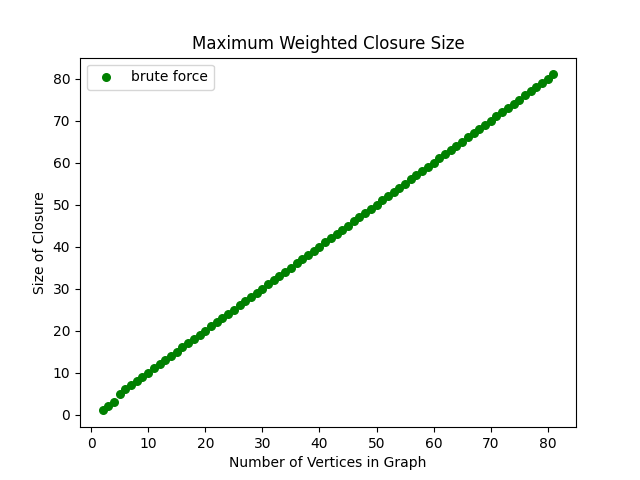 Maximum Weighted Closure Size
brute force
Size of Closure
80
70
60
50
40
30
20
10
0
0 10 20 30 40 50 60 70 80
Number of Vertices in Graph